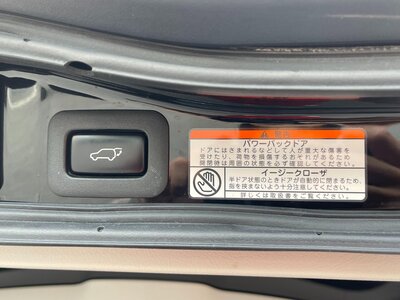 警告
パワーバックドア
ドアにはさまれるなどとして人が重大な傷害を
受けたり、荷物を損傷するおそれがあるため
開閉時は周囲の状態を必ず確認してください。
イージークローザ
半ドア状態のときドアが自動的に閉まるため、
指を挟まないよう十分注意してください。
詳しくは取扱書をご覧ください。